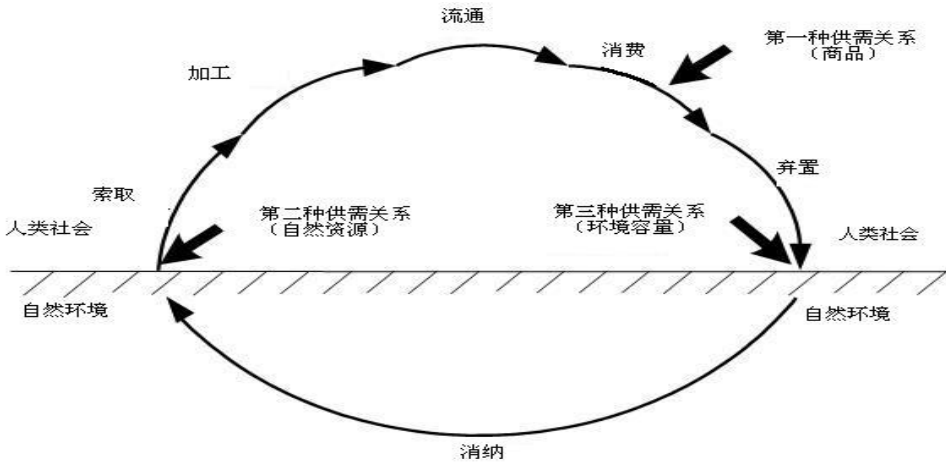 流通
消费
第一种供需关系
（商品）
加工
弃置
索取
第二种供需关系
（自然资源）
第三种供需关系
（环境容量）
人类社会
人类社会
自然环境
自然环境
消纳